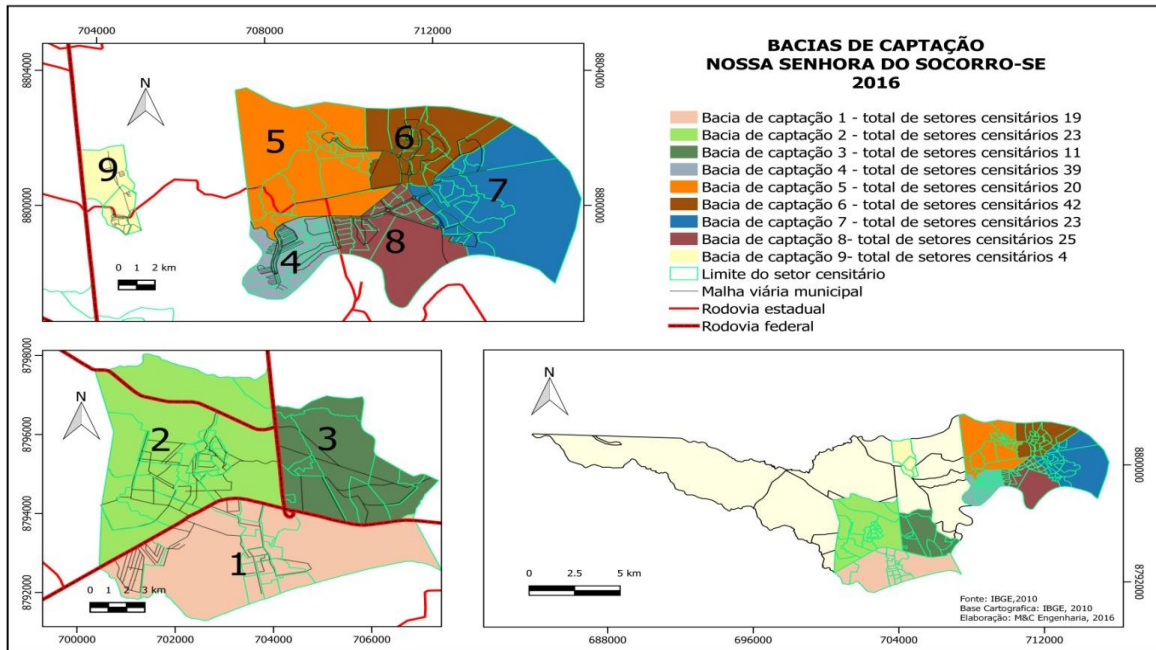 BACIAS DE CAPTAÇÃO
NOSSA SENHORA DO SOCORRO-SE
2016
Bacia de captação 1 - total de setores censitários 19
Bacia de captação 2 - total de setores censitários 23
Bacia de captação 3 - total de setores censitários 11
Bacia de captação 4 - total de setores censitários 39
Bacia de captação 5 - total de setores censitários 20
Bacia de captação 6 - total de setores censitários 42
Bacia de captação 7 - total de setores censitários 23
Bacia de captação 8- total de setores censitários 25
Bacia de captação 9- total de setores censitários 4
Limite do setor censitário
Malha viária municipal
Rodovia estadual
Rodovia federal
704000 708000 712000
8804000 8804000
8800000 8800000
N
9
5
6
7
4
8
0 1 2 km
8798000
8796000
8794000
8792000
N
2
3
1
0 1 2 3 km
700000 702000 704000 706000
N
8800000
8792000
0 2.5 5 km
Fonte: IBGE,2010
Base Cartografica: IBGE, 2010
Elaboração: M&C Engenharia, 2016
688000 696000 704000 712000